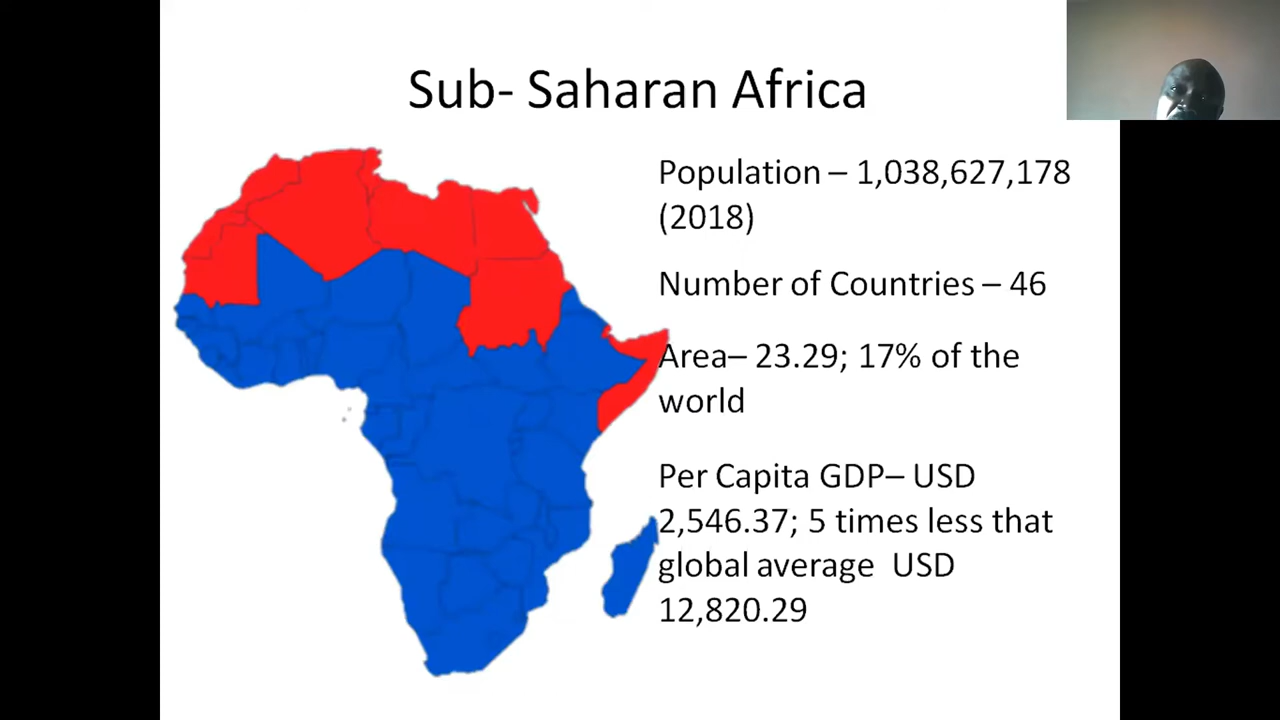 Sub- Saharan Africa
Population – 1,038,627,178
(2018)
Number of Countries – 46
Area– 23.29; 17% of the
world
Per Capita GDP– USD
2,546.37; 5 times less that
global average  USD
12,820.29